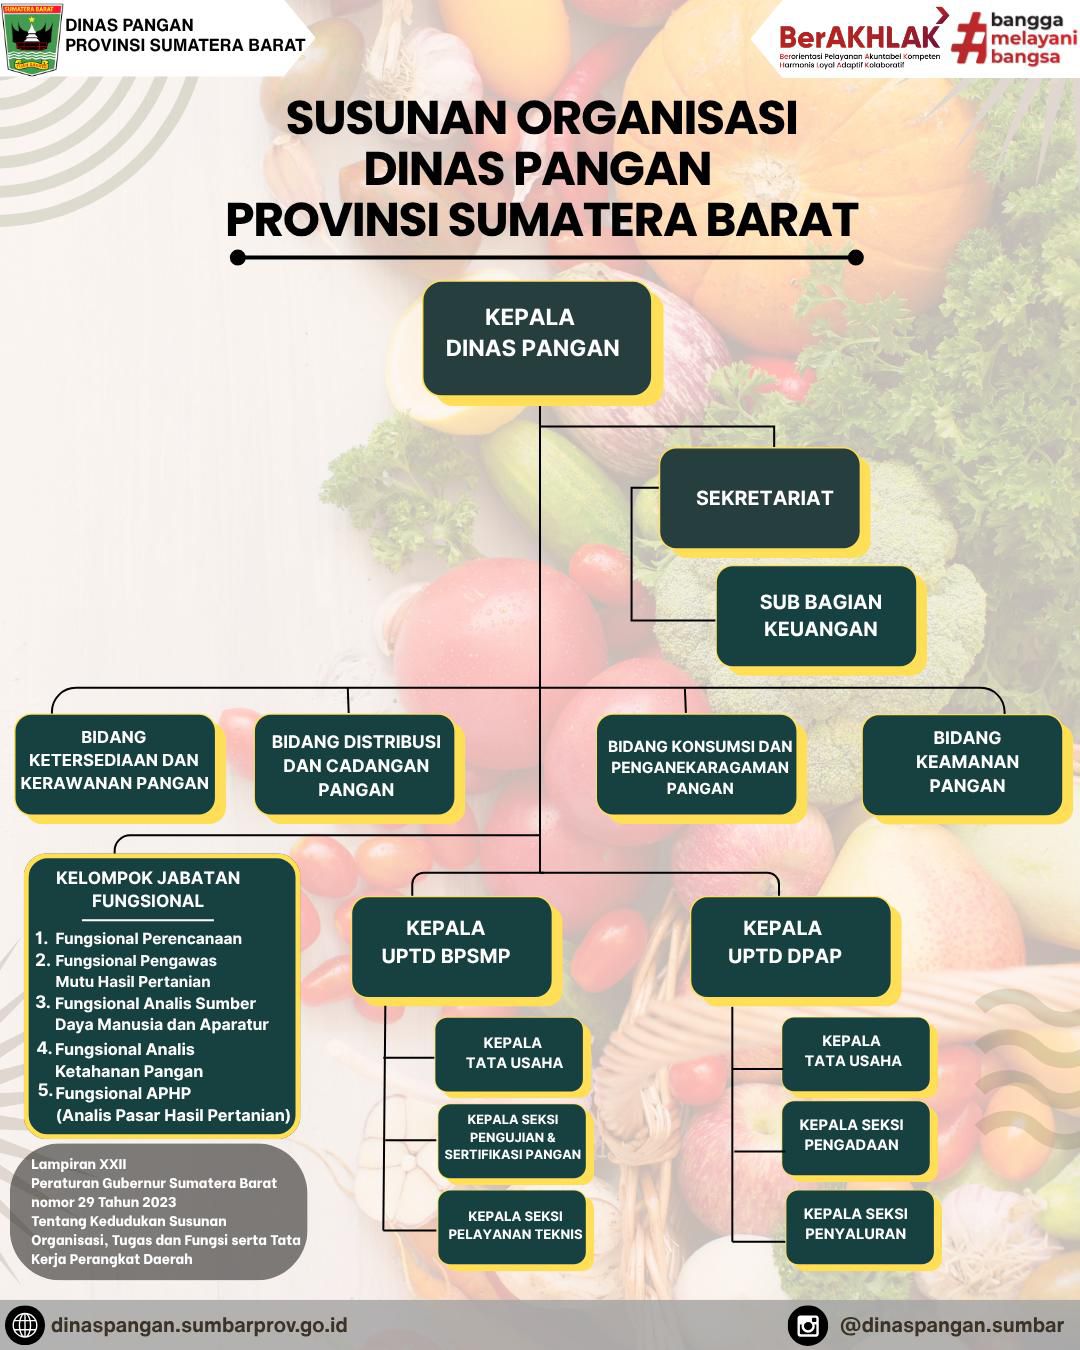 SUMATERA BARAT
DINAS PANGAN
PROVINSI SUMATERA BARAT
BerAKHLAK
Berorientasi Pelayanan Akuntabel Kompeten
Harmonis Loyal Adaptif Kolaboratif
#bangga
melayani
bangsa
SUSUNAN ORGANISASI
DINAS PANGAN
PROVINSI SUMATERA BARAT
KEPALA
DINAS PANGAN
SEKRETARIAT
SUB BAGIAN
KEUANGAN
BIDANG
KETERSEDIAAN DAN
KERAWANAN PANGAN
BIDANG DISTRIBUSI
DAN CADANGAN
PANGAN
BIDANG KONSUMSI DAN
PENGANEKARAGAMAN
PANGAN
BIDANG
KEAMANAN
PANGAN
KELOMPOK JABATAN
FUNGSIONAL
1. Fungsional Perencanaan
2. Fungsional Pengawas
Mutu Hasil Pertanian
3. Fungsional Analis Sumber
Daya Manusia dan Aparatur
4. Fungsional Analis
Ketahanan Pangan
5. Fungsional APHP
(Analis Pasar Hasil Pertanian)
KEPALA
UPTD BPSMP
KEPALA
TATA USAHA
KEPALA SEKSI
PENGUJIAN &
SERTIFIKASI PANGAN
KEPALA SEKSI
PELAYANAN TEKNIS
KEPALA
UPTD DPAP
KEPALA
TATA USAHA
KEPALA SEKSI
PENGADAAN
KEPALA SEKSI
PENYALURAN
Lampiran XXII
Peraturan Gubernur Sumatera Barat
nomor 29 Tahun 2023
Tentang Kedudukan Susunan
Organisasi, Tugas dan Fungsi serta Tata
Kerja Perangkat Daerah
dinaspangan.sumbarprov.go.id
@dinaspangan.sumbar